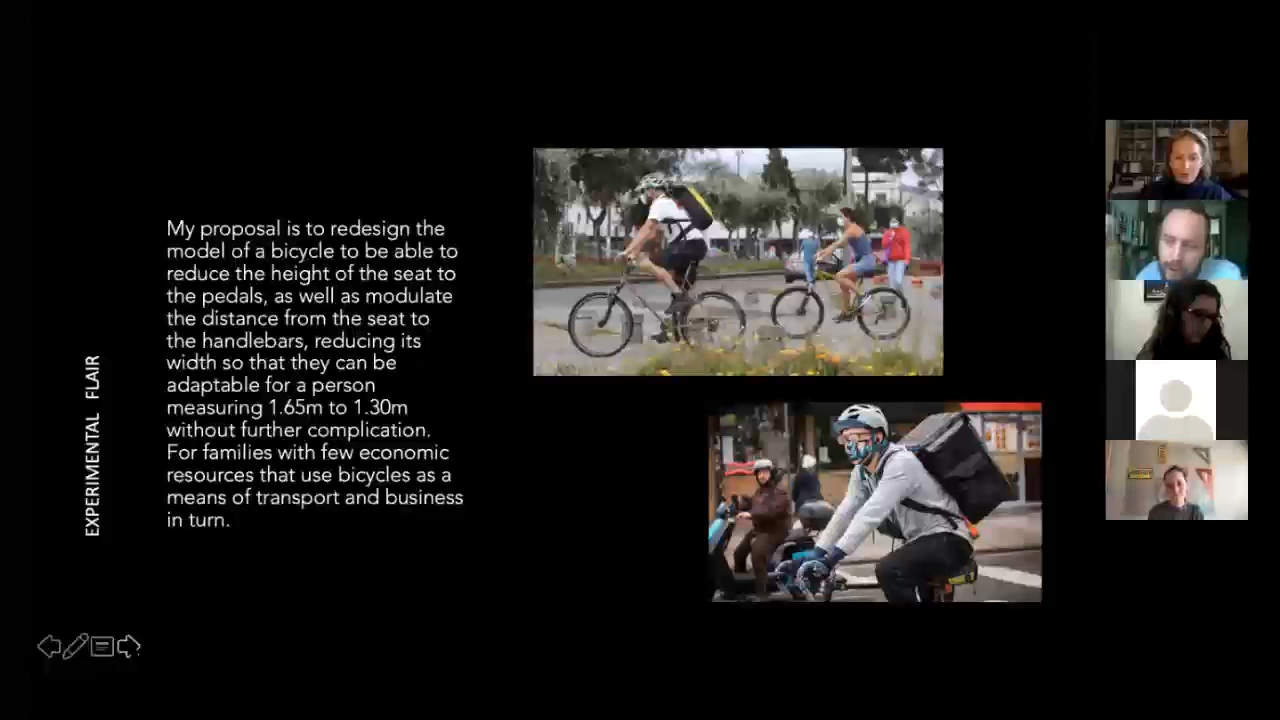 EXPERIMENTAL FLAIR
My proposal is to redesign the
model of a bicycle to be able to
reduce the height of the seat to
the pedals, as well as modulate
the distance from the seat to
the handlebars, reducing its
width so that they can be
adaptable for a person
measuring 1.65m to 1.30m
without further complication.
For families with few economic
resources that use bicycles as a
means of transport and business
in turn.